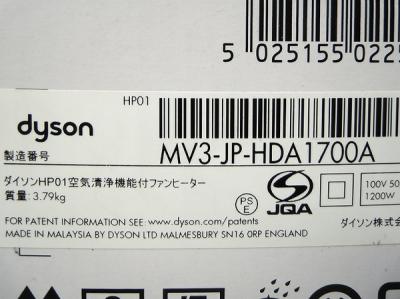 5 025155 0225
HP01
dyson
製造番号
MV3-JP-HDA1700A
ダイソンHP01空気清浄機能付ファンヒーター
質量: 3.79kg
PS
E
JQA
100V 50
1200W
FOR PATENT INFORMATION SEE www.dyson.com/patents
ダイソン株式
MADE IN MALAYSIA BY DYSON LTD MALMESBURY SN16 0RP ENGLAND